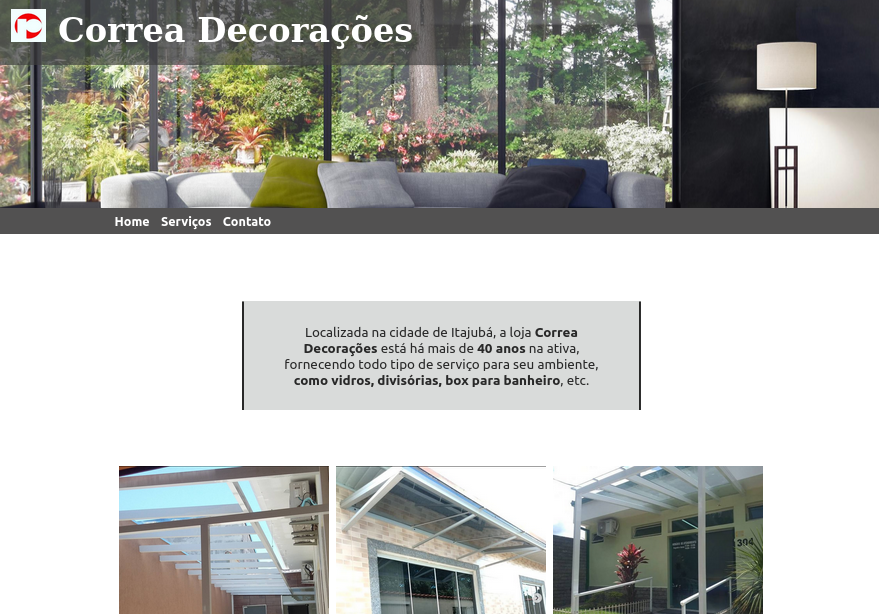 Correa Decorações
Home Serviços Contato
Localizada na cidade de Itajubá, a loja Correa
Decorações está há mais de 40 anos na ativa,
fornecendo todo tipo de serviço para seu ambiente,
como vidros, divisórias, box para banheiro, etc.
304